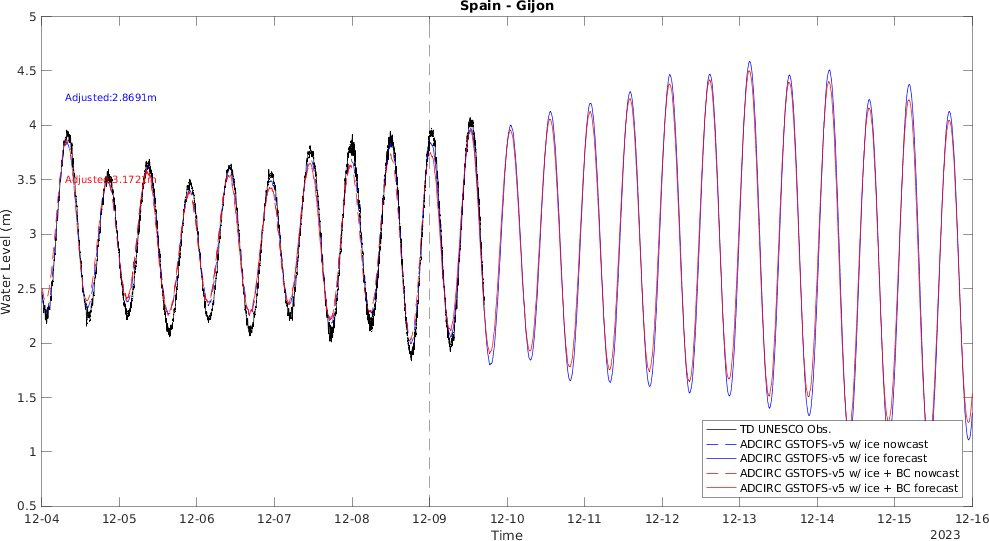 Spain - Gijon
5
4.5
4
3.5
3
2.5
2
1.5
1
0.5
Water Level (m)
Adjusted:2.8691m
Adjusted:3.1727m
TD UNESCO Obs.
ADCIRC GSTOFS-v5 w/ ice nowcast
ADCIRC GSTOFS-v5 w/ ice forecast
ADCIRC GSTOFS-v5 w/ ice + BC nowcast
ADCIRC GSTOFS-v5 w/ ice + BC forecast
12-04 12-05 12-06 12-07 12-08 12-09 12-10 12-11 12-12 12-13 12-14 12-15 12-16
Time
2023